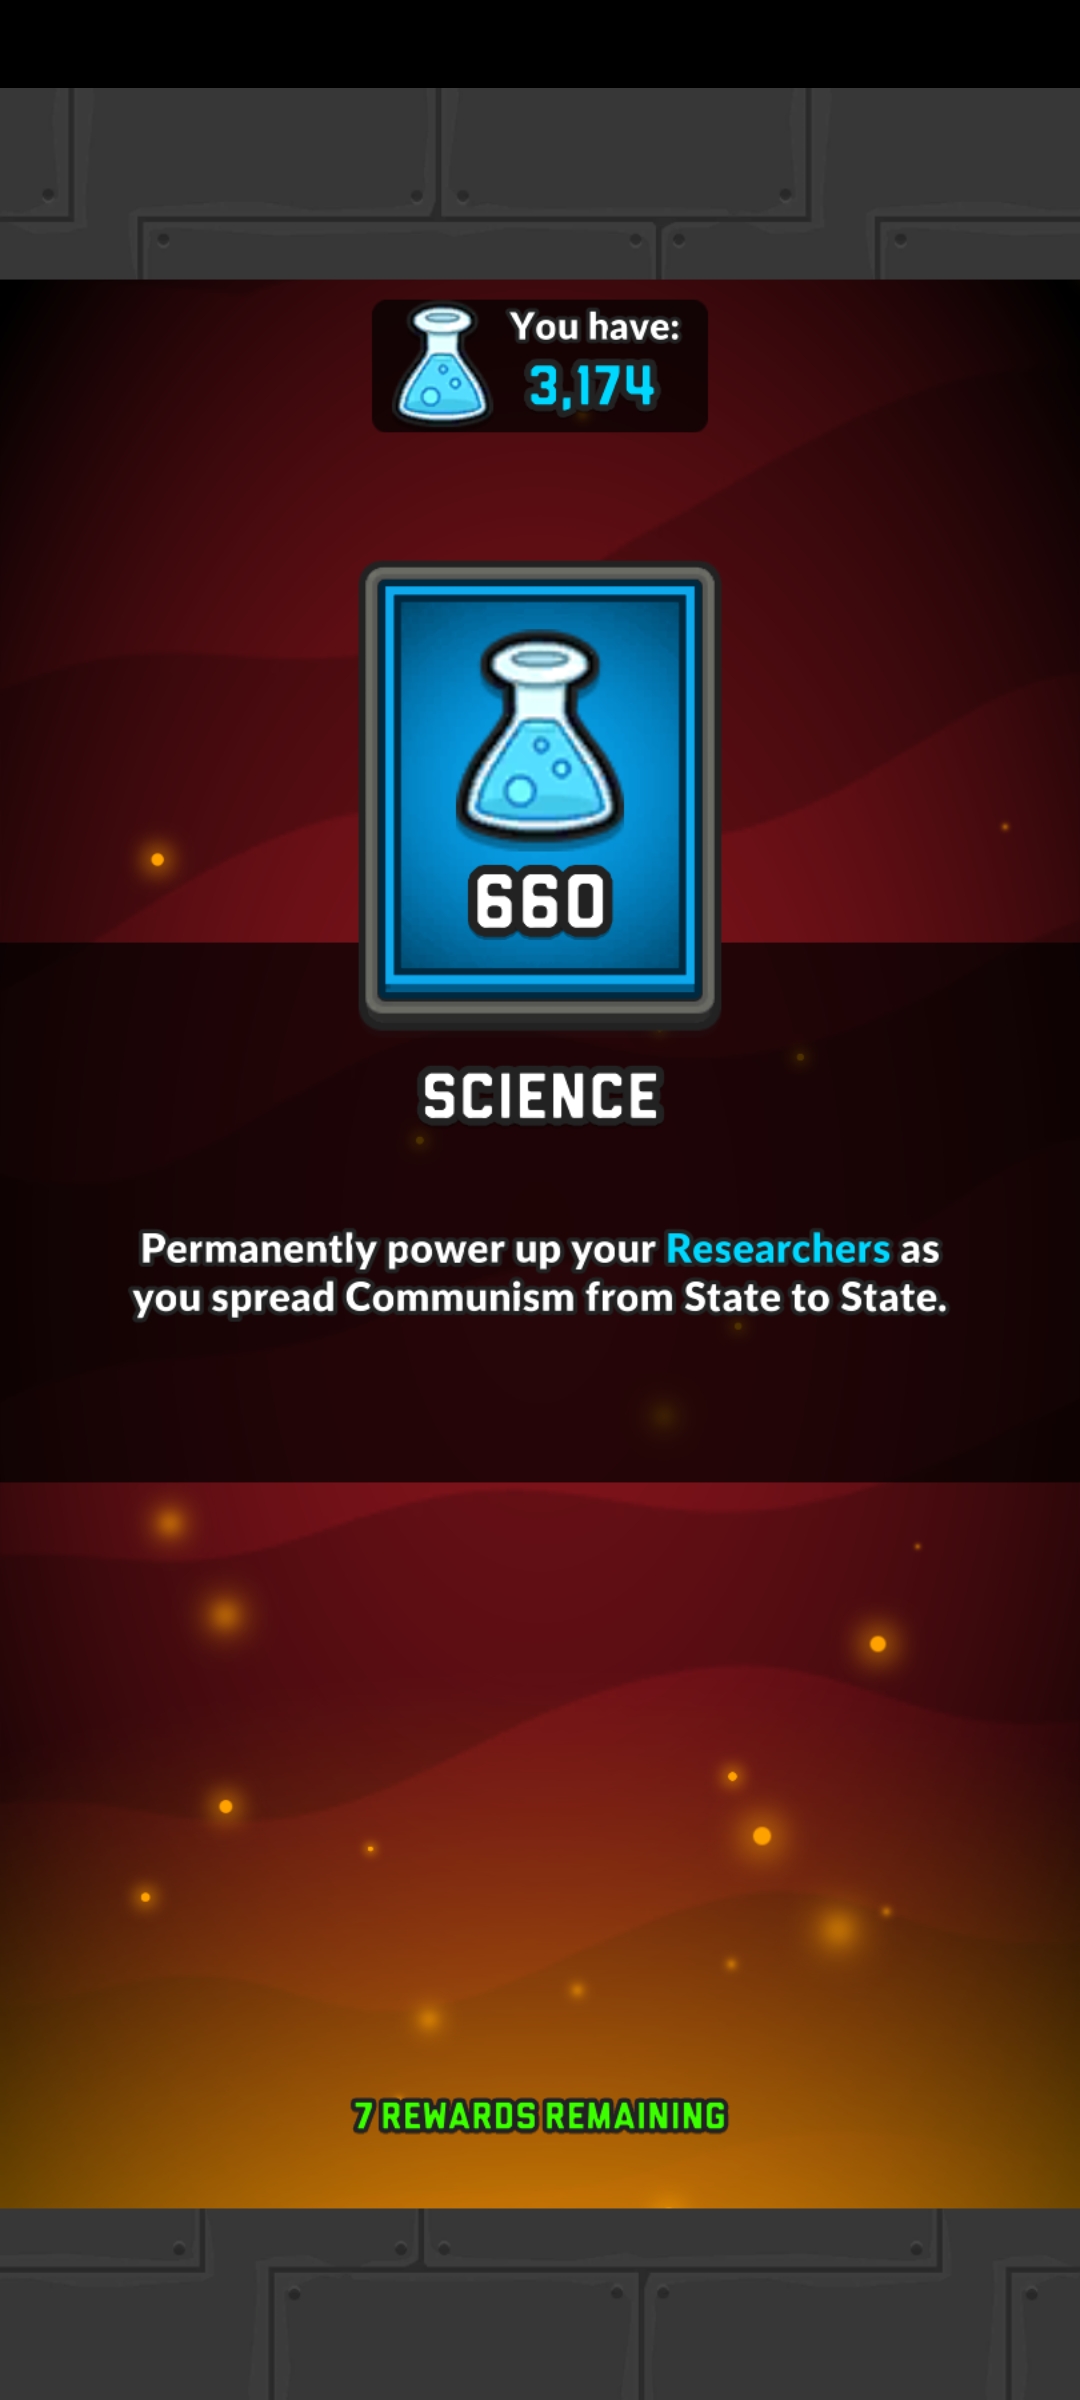 You have:
3,174
660
SCIENCE
Permanently power up your Researchers as
you spread Communism from State to State.
7 REWARDS REMAINING